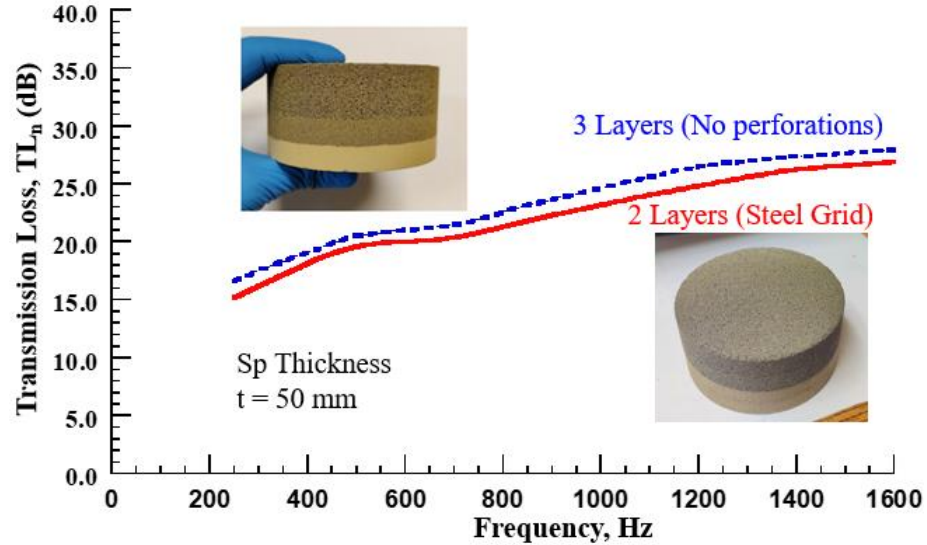 40.0
35.0
30.0
25.0
20.0
15.0
10.0
5.0
0.0
Transmission Loss, TLn (dB)
3 Layers (No perforations)
2 Layers (Steel Grid)
Sp Thickness
t = 50 mm
0 200 400 600 800 1000 1200 1400 1600
Frequency, Hz